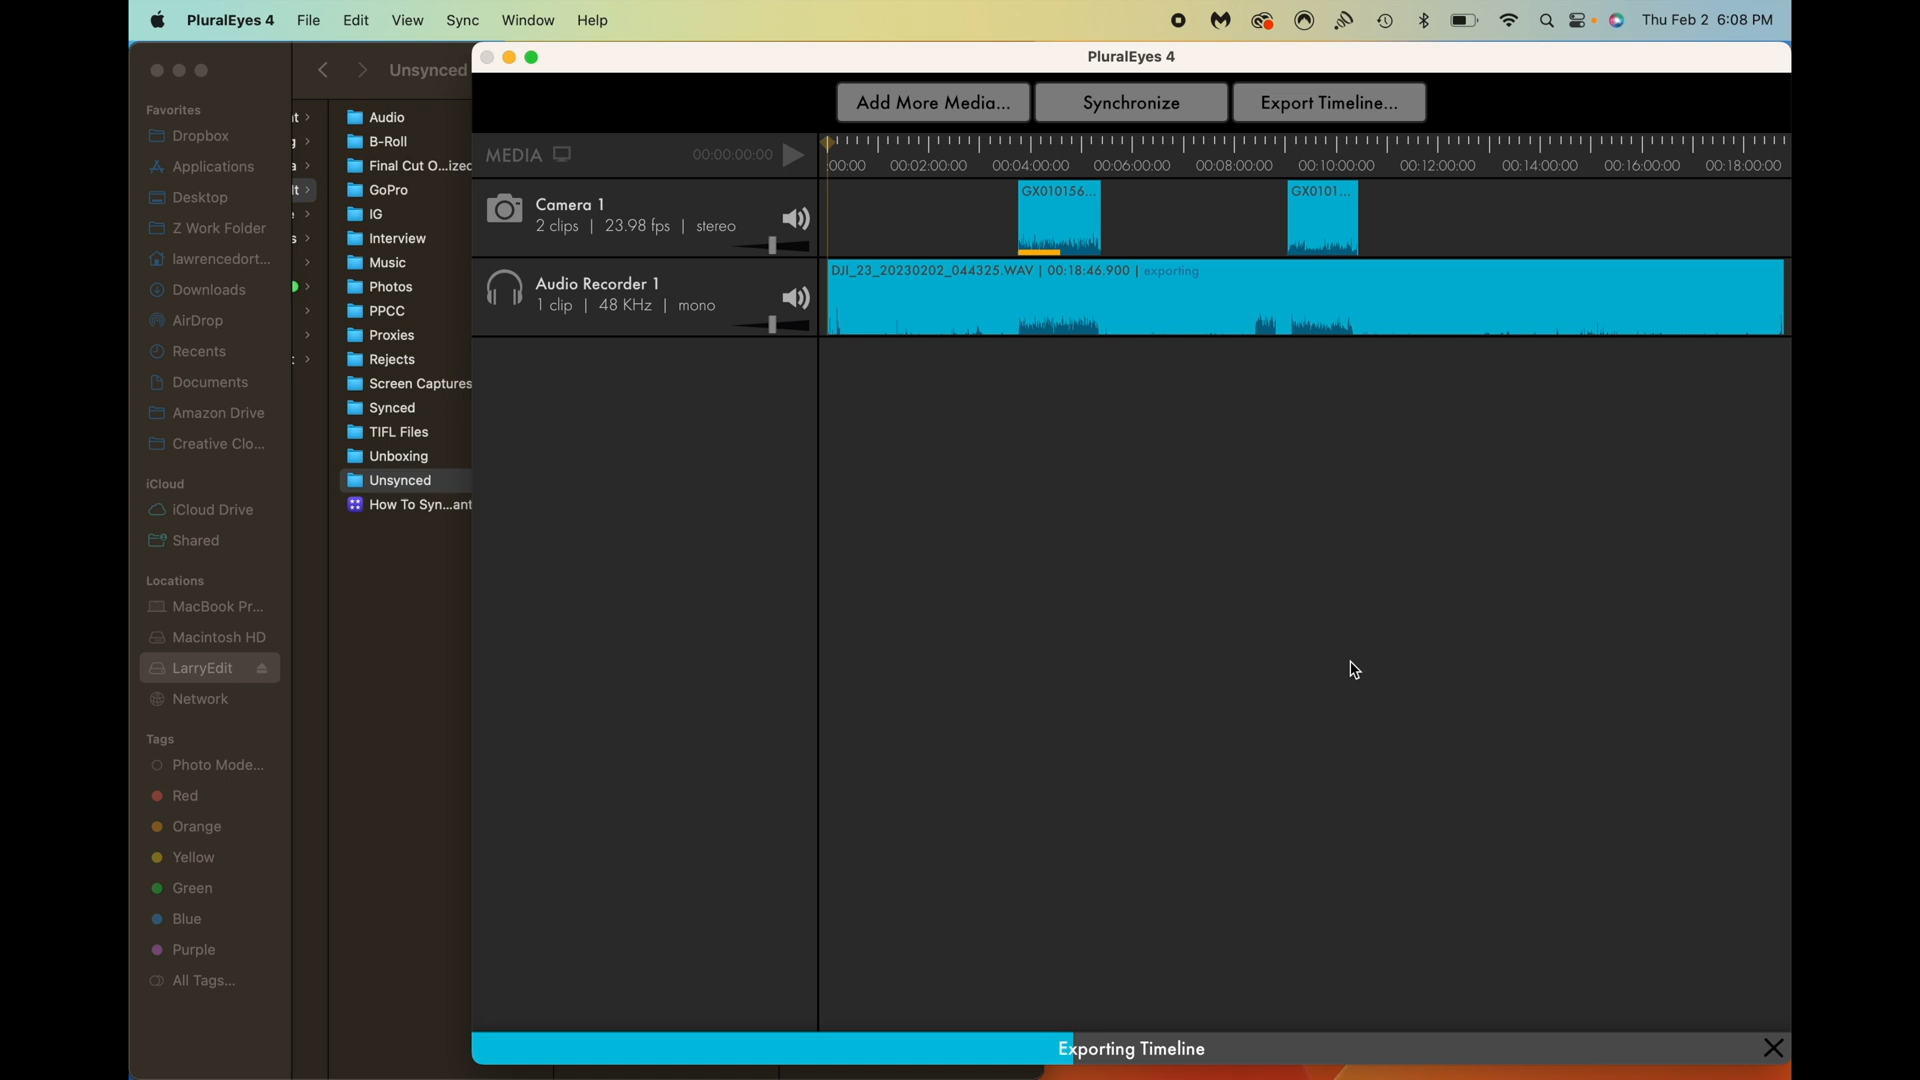 PluralEyes 4 File Edit View Sync Window Help Thu Feb 2 6:08 PM
Unsynced
PluralEyes 4
Add More Media... Synchronize Export Timeline...
MEDIA 00:00:00:00
:00:00 00:02:00:00 00:04:00:00 00:06:00:00 00:08:00:00 00:10:00:00 00:12:00:00 00:14:00:00 00:16:00:00 00:18:00:00
Camera 1
2 clips | 23.98 fps | stereo
GX010156... GX0101...
Audio Recorder 1
1 clip | 48 KHz | mono
DJI_23_20230202_044325.WAV | 00:18:46.900 | exporting
Favorites
Dropbox
Applications
Desktop
Z Work Folder
lawrencedort...
Downloads
AirDrop
Recents
Documents
Amazon Drive
Creative Clo...
iCloud
iCloud Drive
Shared
Locations
MacBook Pr...
Macintosh HD
LarryEdit
Network
Tags
Photo Mode...
Red
Orange
Yellow
Green
Blue
Purple
All Tags...
Audio
B-Roll
Final Cut O...ized
GoPro
IG
Interview
Music
Photos
PPCC
Proxies
Rejects
Screen Captures
Synced
TIFL Files
Unboxing
Unsynced
How To Syn...ant
Exporting Timeline